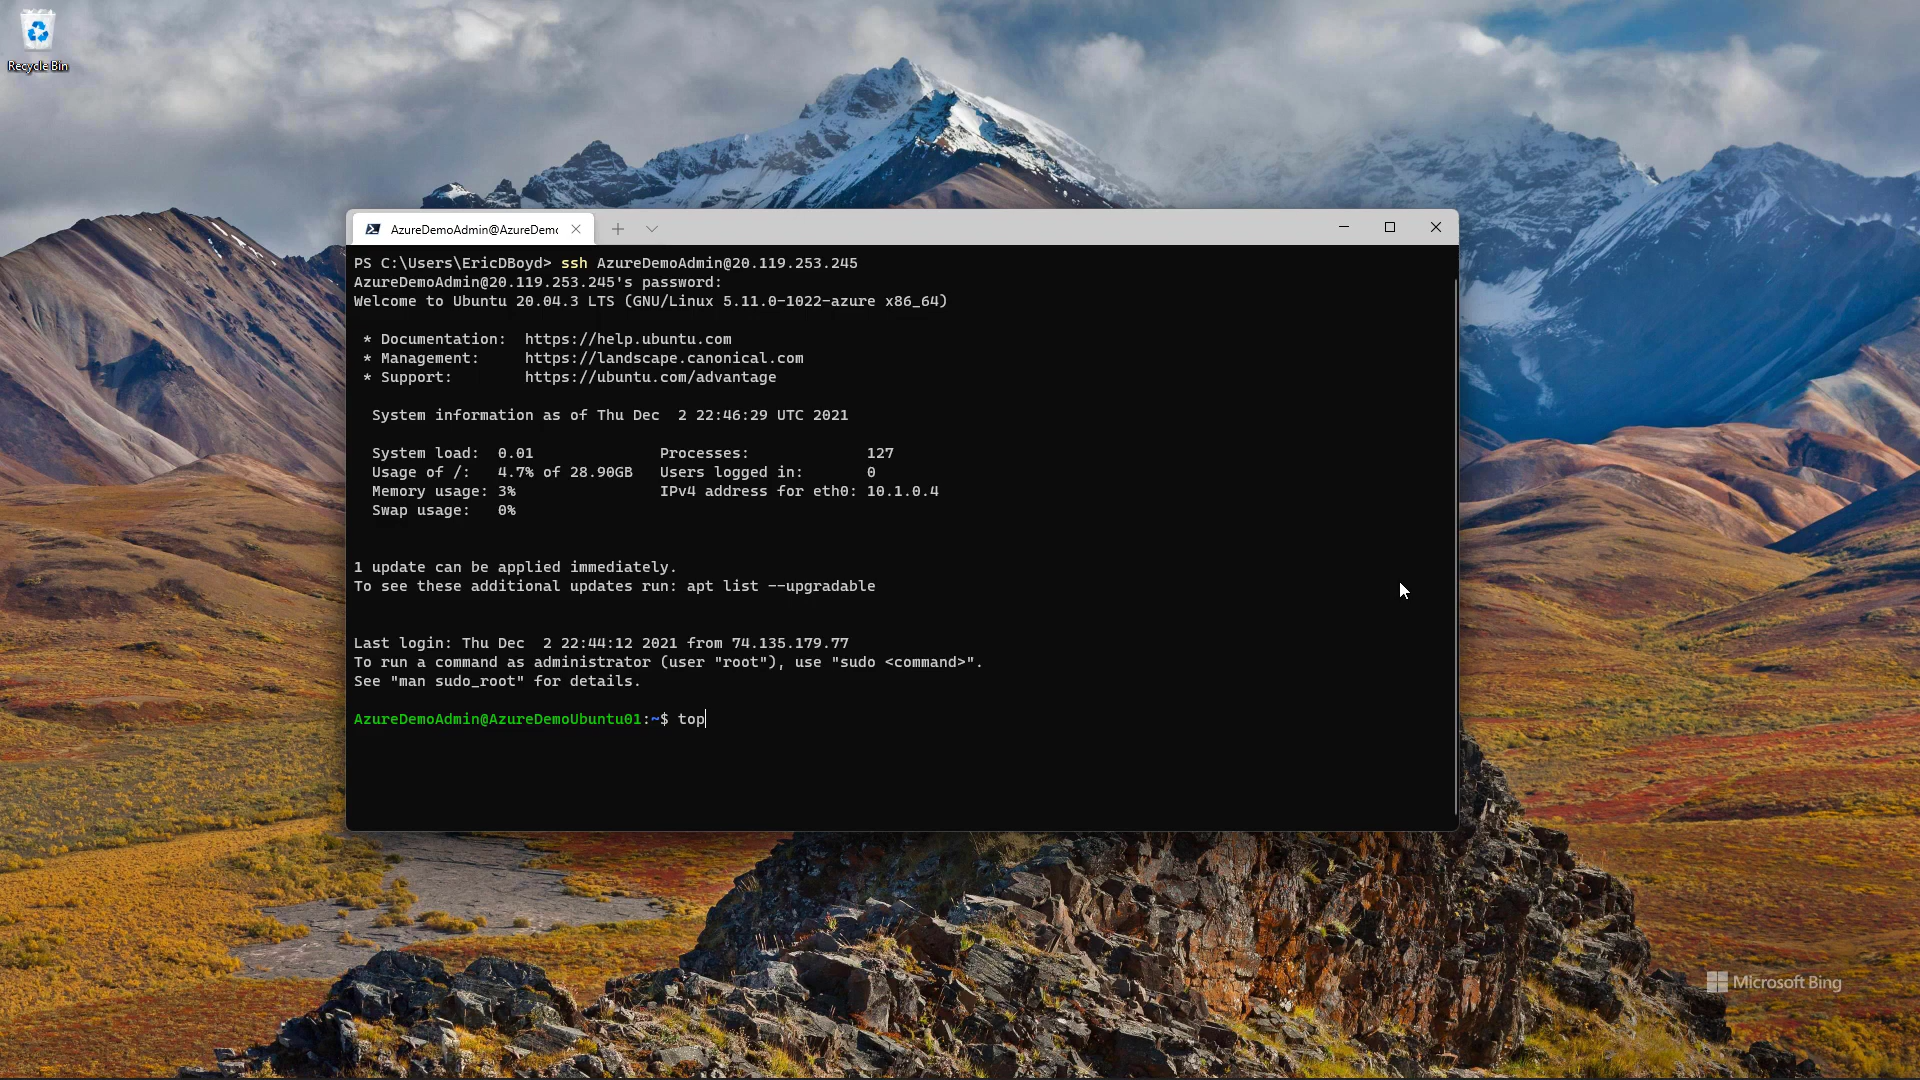 Recycle Bin
AzureDemoAdmin@AzureDem
PS C:\Users\EricDBoyd> ssh AzureDemoAdmin@20.119.253.245
AzureDemoAdmin@20.119.253.245's password:
Welcome to Ubuntu 20.04.3 LTS (GNU/Linux 5.11.0-1022-azure x86_64)
* Documentation:  https://help.ubuntu.com
* Management:     https://landscape.canonical.com
* Support:        https://ubuntu.com/advantage
System information as of Thu Dec  2 22:46:29 UTC 2021
System load:  0.01              Processes:             127
Usage of /:   4.7% of 28.90GB   Users logged in:       0
Memory usage: 3%                IPv4 address for eth0: 10.1.0.4
Swap usage:   0%
1 update can be applied immediately.
To see these additional updates run: apt list --upgradable
Last login: Thu Dec  2 22:44:12 2021 from 74.135.179.77
To run a command as administrator (user "root"), use "sudo <command>".
See "man sudo_root" for details.
AzureDemoAdmin@AzureDemoUbuntu01:~$ top
Microsoft Bing